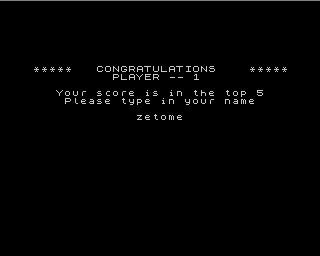 ***** CONGRATULATIONS *****
PLAYER -- 1
Your score is in the top 5
Please type in your name
zetome